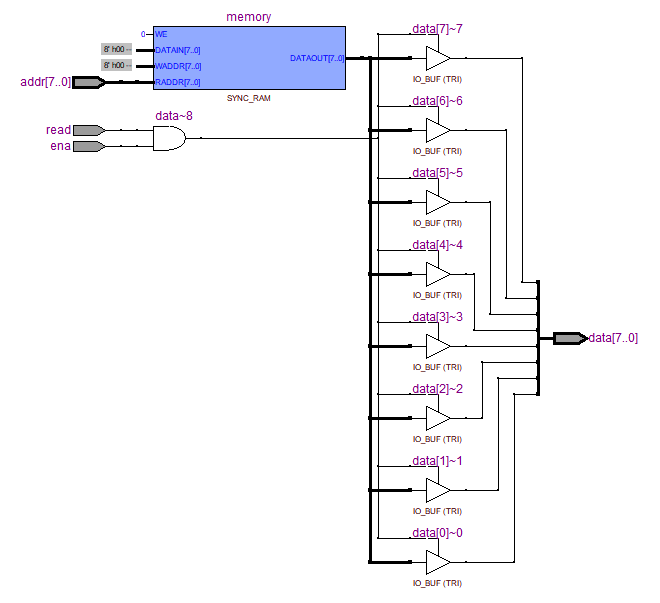 memory
0
WE
8' h00 --
DATAIN[7..0]
8' h00 --
WADDR[7..0]
addr[7..0]
RADDR[7..0]
DATAOUT[7..0]
SYNC_RAM
read
ena
data~8
data[7]~7
IO_BUF (TRI)
data[6]~6
IO_BUF (TRI)
data[5]~5
IO_BUF (TRI)
data[4]~4
IO_BUF (TRI)
data[3]~3
IO_BUF (TRI)
data[2]~2
IO_BUF (TRI)
data[1]~1
IO_BUF (TRI)
data[0]~0
IO_BUF (TRI)
data[7..0]